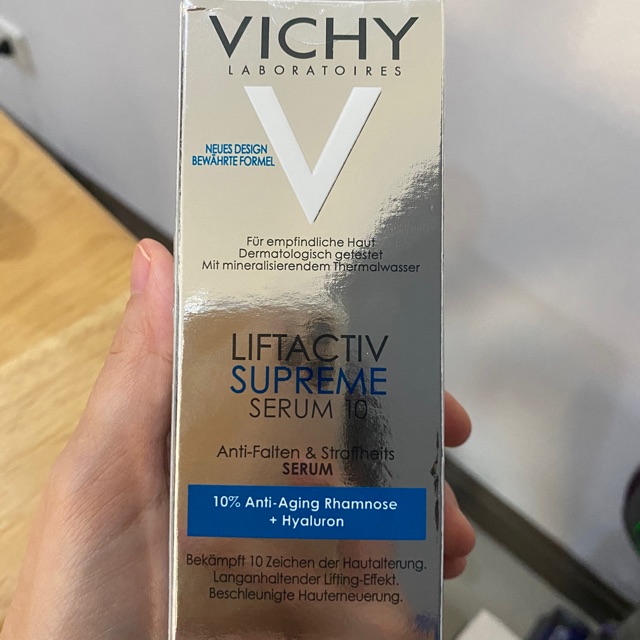 VICHY
LABORATOIRES
V
NEUES DESIGN
BEWÄHRTE FORMEL
Für empfindliche Haut
Dermatologisch getestet
Mit mineralisierendem Thermalwasser
LIFTACTIV
SUPREME
SERUM 10
Anti-Falten & Straffheits
SERUM
10% Anti-Aging Rhamnose
+ Hyaluron
Bekämpft 10 Zeichen der Hautalterung.
Langanhaltender Lifting-Effekt.
Beschleunigte Hauterneuerung.